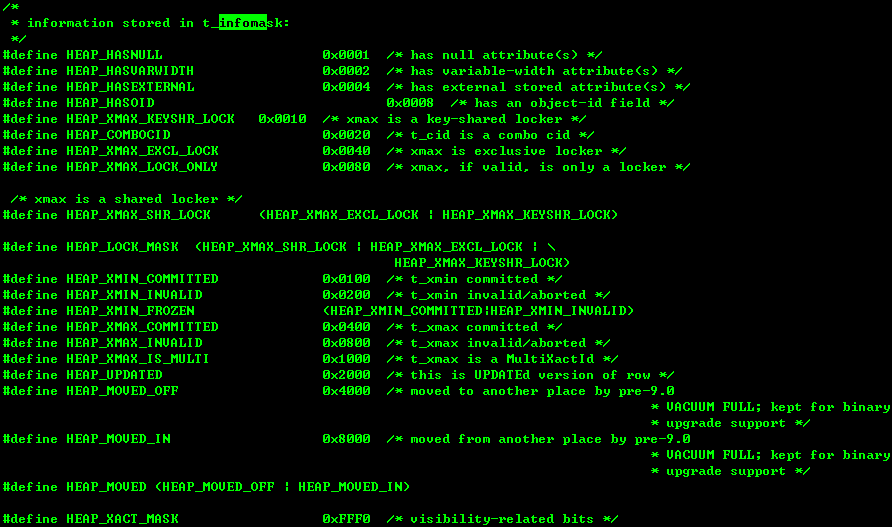 /*
 * information stored in t_infomask:
 */
#define HEAP_HASNULL 0x0001 /* has null attribute(s) */
#define HEAP_HASVARWIDTH 0x0002 /* has variable-width attribute(s) */
#define HEAP_HASEXTERNAL 0x0004 /* has external stored attribute(s) */
#define HEAP_HASOID 0x0008 /* has an object-id field */
#define HEAP_XMAX_KEYSHR_LOCK 0x0010 /* xmax is a key-shared locker */
#define HEAP_COMBOCID 0x0020 /* t_cid is a combo cid */
#define HEAP_XMAX_EXCL_LOCK 0x0040 /* xmax is exclusive locker */
#define HEAP_XMAX_LOCK_ONLY 0x0080 /* xmax, if valid, is only a locker */
/* xmax is a shared locker */
#define HEAP_XMAX_SHR_LOCK (HEAP_XMAX_EXCL_LOCK | HEAP_XMAX_KEYSHR_LOCK)
#define HEAP_LOCK_MASK (HEAP_XMAX_SHR_LOCK | HEAP_XMAX_EXCL_LOCK | \
HEAP_XMAX_KEYSHR_LOCK)
#define HEAP_XMIN_COMMITTED 0x0100 /* t_xmin committed */
#define HEAP_XMIN_INVALID 0x0200 /* t_xmin invalid/aborted */
#define HEAP_XMIN_FROZEN (HEAP_XMIN_COMMITTED|HEAP_XMIN_INVALID)
#define HEAP_XMAX_COMMITTED 0x0400 /* t_xmax committed */
#define HEAP_XMAX_INVALID 0x0800 /* t_xmax invalid/aborted */
#define HEAP_XMAX_IS_MULTI 0x1000 /* t_xmax is a MultiXactId */
#define HEAP_UPDATED 0x2000 /* this is UPDATEd version of row */
#define HEAP_MOVED_OFF 0x4000 /* moved to another place by pre-9.0
* VACUUM FULL; kept for binary
* upgrade support */
#define HEAP_MOVED_IN 0x8000 /* moved from another place by pre-9.0
* VACUUM FULL; kept for binary
* upgrade support */
#define HEAP_MOVED (HEAP_MOVED_OFF | HEAP_MOVED_IN)
#define HEAP_XACT_MASK 0xFFF0 /* visibility-related bits */